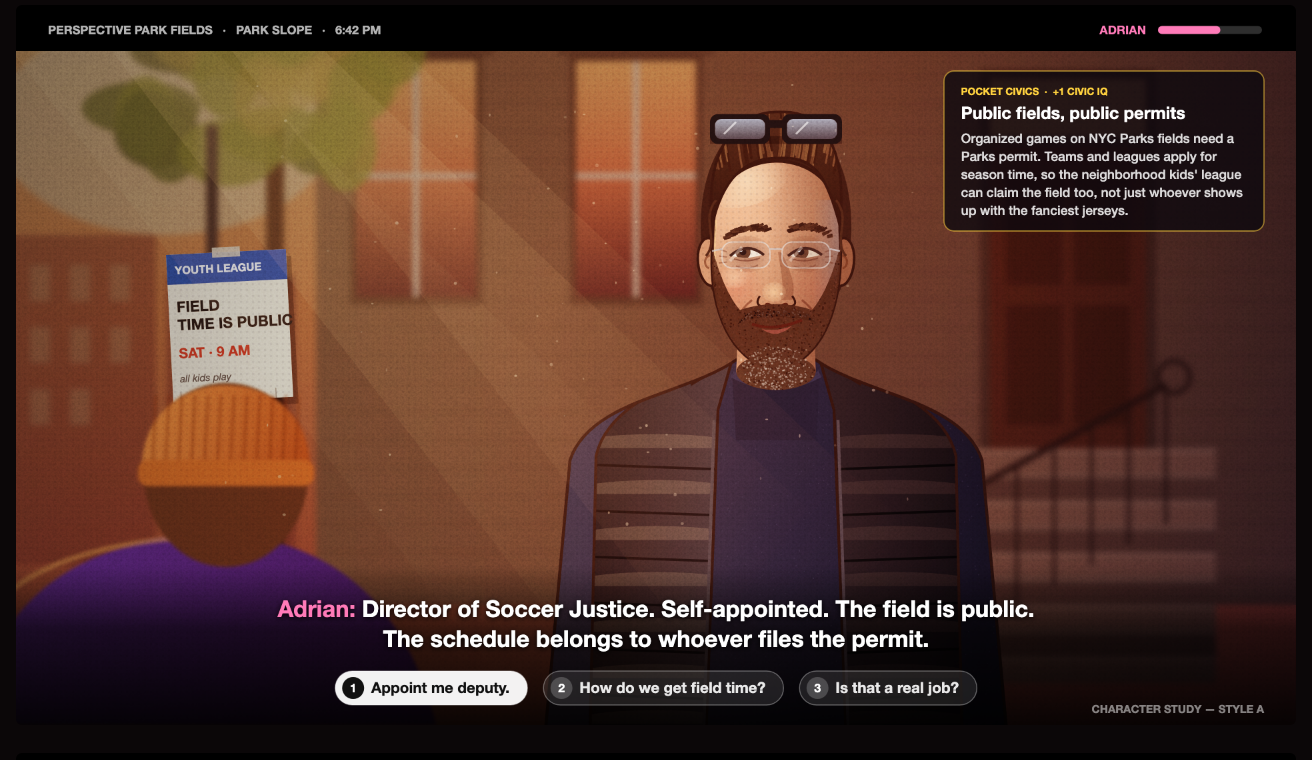 PERSPECTIVE PARK FIELDS · PARK SLOPE · 6:42 PM
ADRIAN
POCKET CIVICS · +1 CIVIC IQ
Public fields, public permits
Organized games on NYC Parks fields need a
Parks permit. Teams and leagues apply for
season time, so the neighborhood kids' league
can claim the field too, not just whoever shows
up with the fanciest jerseys.
YOUTH LEAGUE
FIELD
TIME IS PUBLIC
SAT · 9 AM
all kids play
Adrian: Director of Soccer Justice. Self-appointed. The field is public.
The schedule belongs to whoever files the permit.
1 Appoint me deputy.
2 How do we get field time?
3 Is that a real job?
CHARACTER STUDY — STYLE A